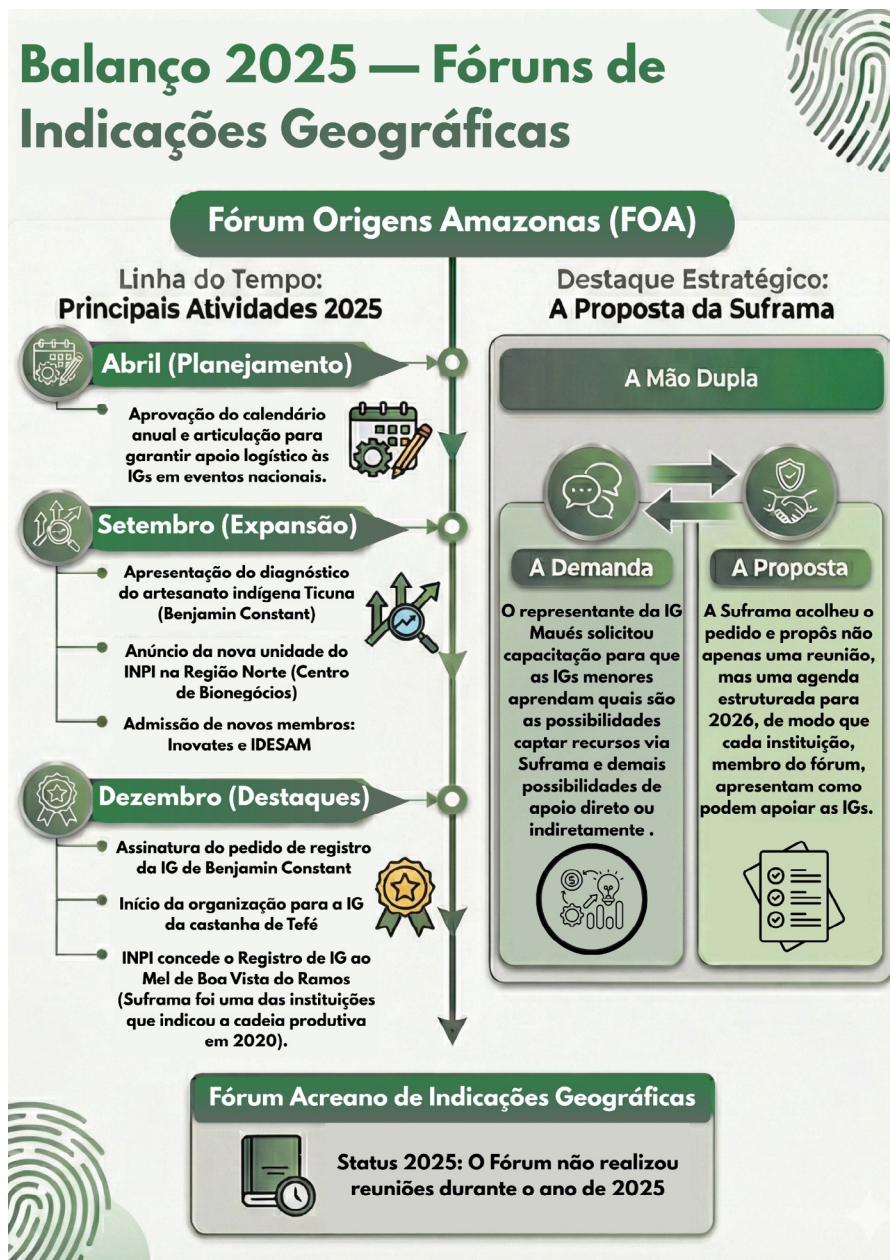 Balanço 2025 — Fóruns de
Indicações Geográficas
Fórum Origens Amazonas (FOA)
Linha do Tempo:
Principais Atividades 2025
Abril (Planejamento)
Aprovação do calendário
anual e articulação para
garantir apoio logístico às
IGs em eventos nacionais.
Setembro (Expansão)
Apresentação do diagnóstico
do artesanato indígena Ticuna
(Benjamin Constant)
Anúncio da nova unidade do
INPI na Região Norte (Centro
de Bionegócios)
Admissão de novos membros:
Inovates e IDESAM
Dezembro (Destaques)
Assinatura do pedido de registro
da IG de Benjamin Constant
Início da organização para a IG
da castanha de Tefé
INPI concede o Registro de IG ao
Mel de Boa Vista do Ramos
(Suframa foi uma das instituições
que indicou a cadeia produtiva
em 2020).
Destaque Estratégico:
A Proposta da Suframa
A Mão Dupla
A Demanda
O representante da IG
Maués solicitou
capacitação para que
as IGs menores
aprendam quais são
as possibilidades
captar recursos via
Suframa e demais
possibilidades de
apoio direto ou
indiretamente .
A Proposta
A Suframa acolheu o
pedido e propôs não
apenas uma reunião,
mas uma agenda
estruturada para
2026, de modo que
cada instituição,
membro do fórum,
apresentam como
podem apoiar as IGs.
Fórum Acreano de Indicações Geográficas
Status 2025: O Fórum não realizou
reuniões durante o ano de 2025